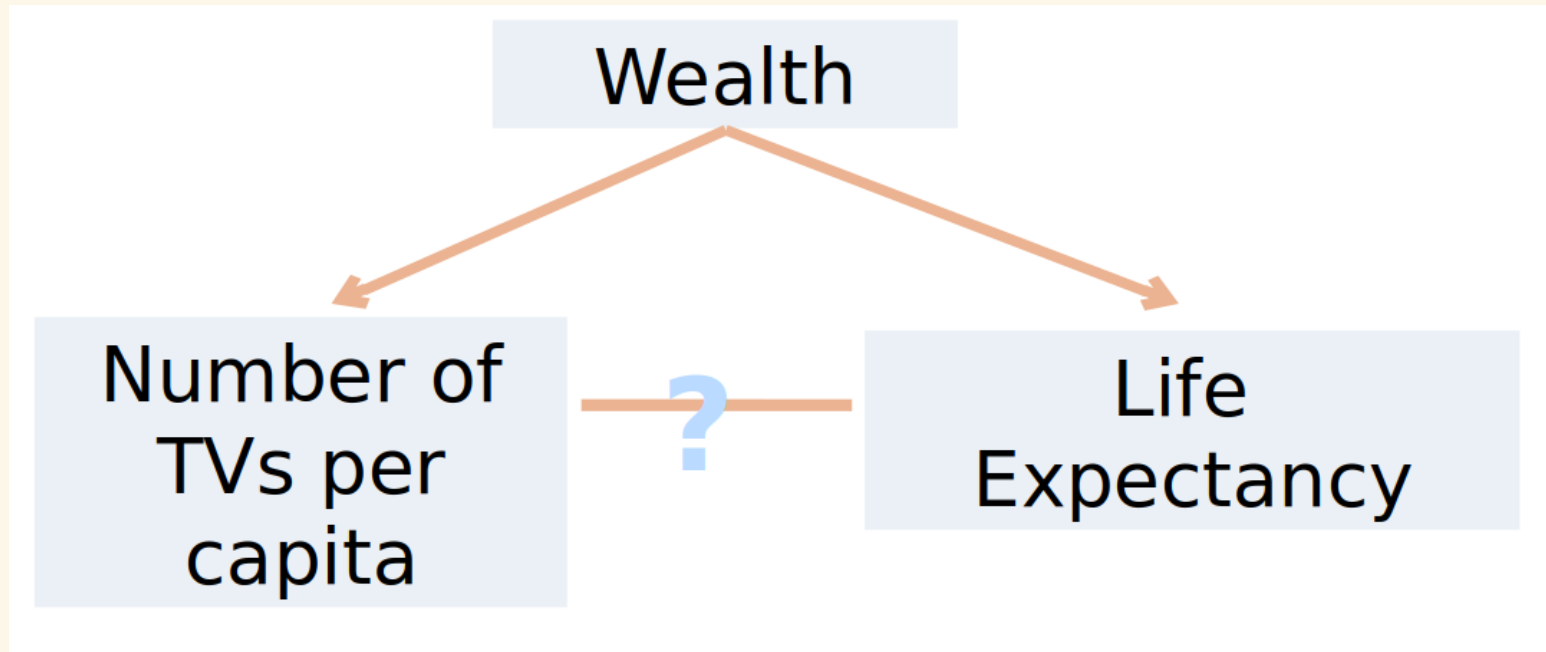 Wealth
Number of
TVs per
capita
?
Life
Expectancy